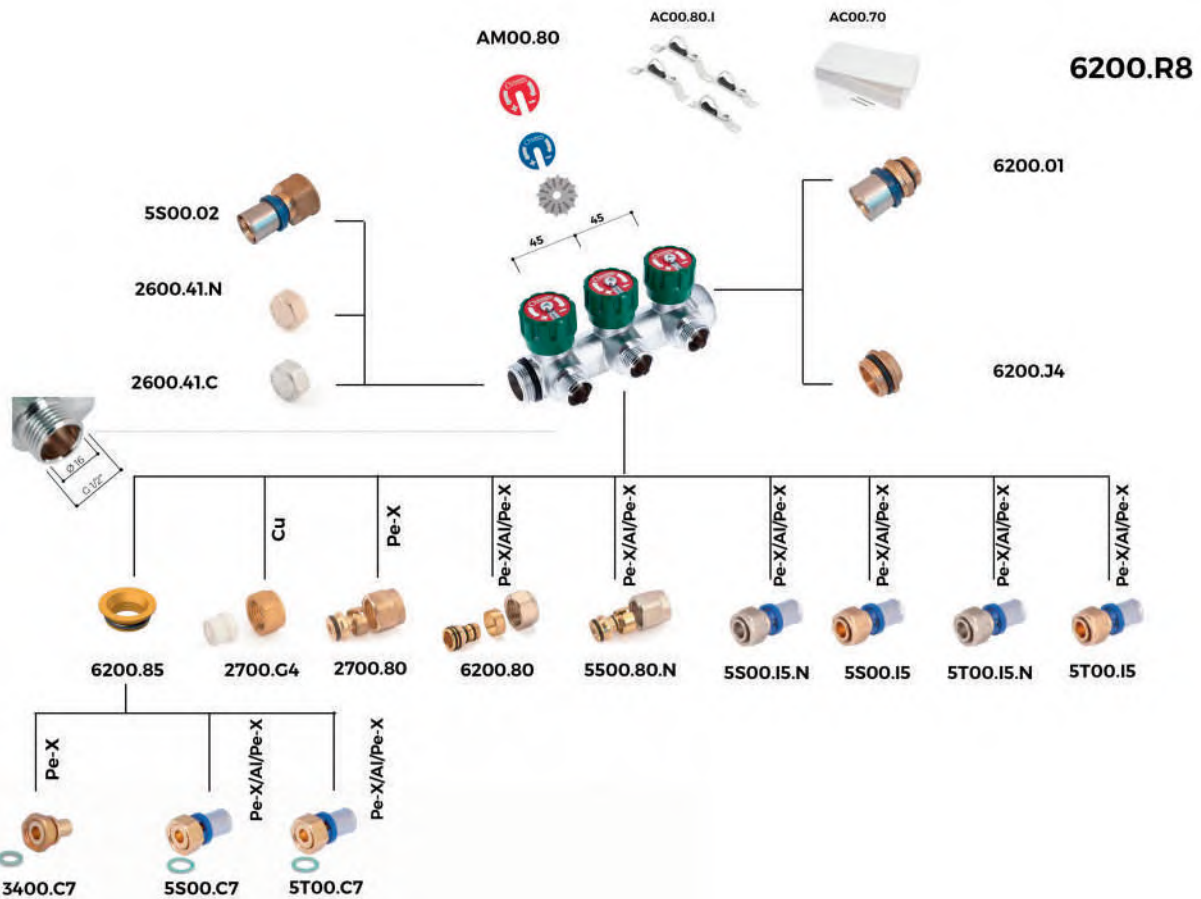 AC00.80.I
AC00.70
AM00.80
6200.R8
5S00.02
6200.01
45
45
2600.41.N
2600.41.C
6200.J4
Ø 16
G 1/2"
Cu
Pe-X
Pe-X/Al/Pe-X
Pe-X/Al/Pe-X
Pe-X/Al/Pe-X
Pe-X/Al/Pe-X
Pe-X/Al/Pe-X
Pe-X/Al/Pe-X
6200.85
2700.G4
2700.80
6200.80
5500.80.N
5S00.I5.N
5S00.I5
5T00.I5.N
5T00.I5
Pe-X
Pe-X/Al/Pe-X
Pe-X/Al/Pe-X
3400.C7
5S00.C7
5T00.C7